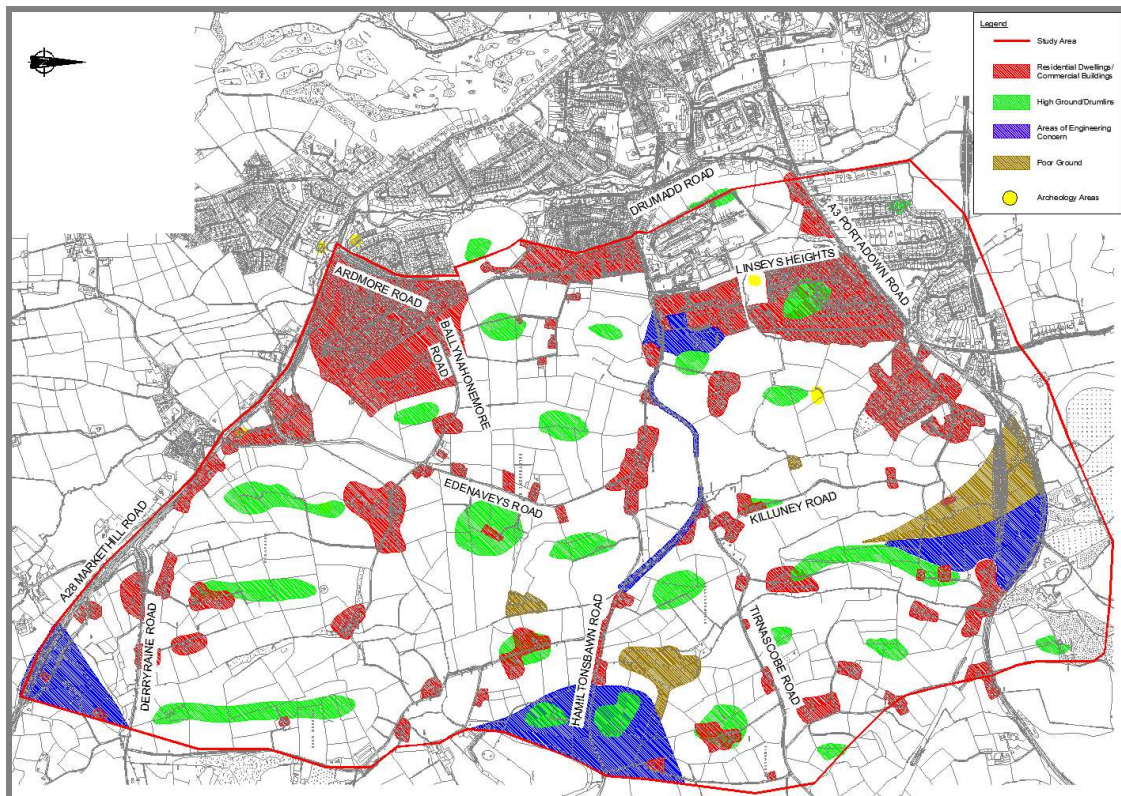 Legend
Study Area
Residential Dwellings/
Commercial Buildings
High Ground/Drumlins
Areas of Engineering
Concern
Poor Ground
Archeology Areas
DRUMADD ROAD
A3 PORTADOWN ROAD
LINSEYS HEIGHTS
ARDMORE ROAD
BALLYNAHONEMORE
ROAD
EDENAVEYS ROAD
KILLUNEY ROAD
A28 MARKETHILL ROAD
DERRYRAINE ROAD
HAMILTONSBAWN ROAD
TIRNASCOBE ROAD